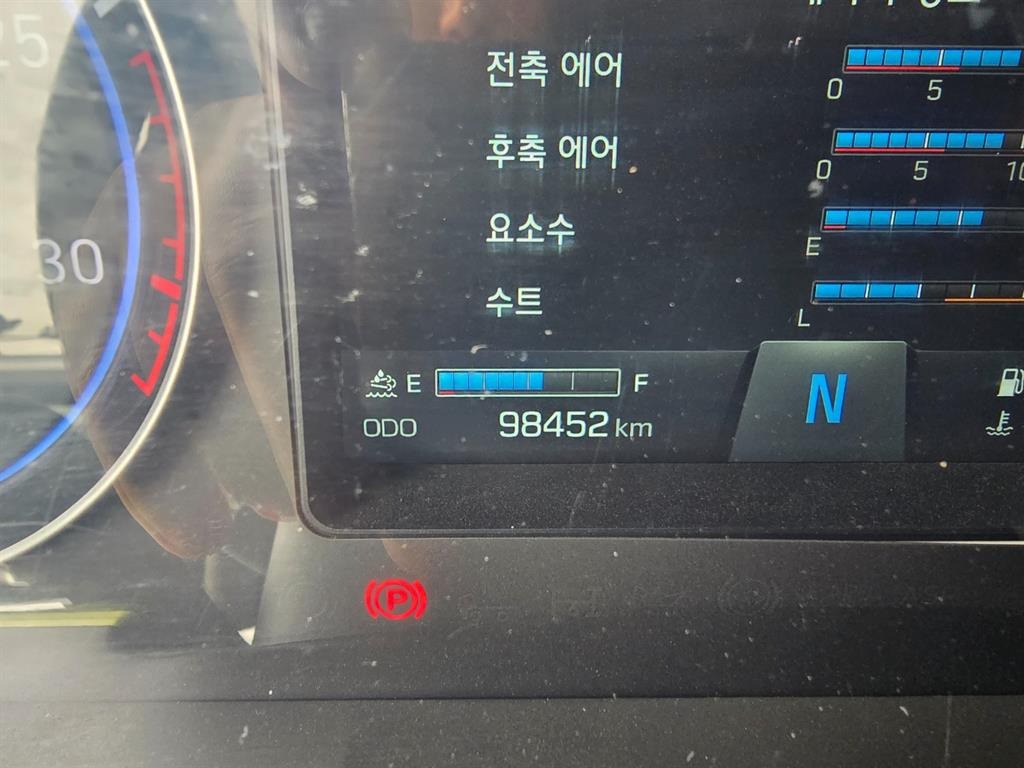 25
전축 에어
0 5
후축 에어
0 5 10
30
요소수
E
수트
L
E F
N
ODO 98452 km
P